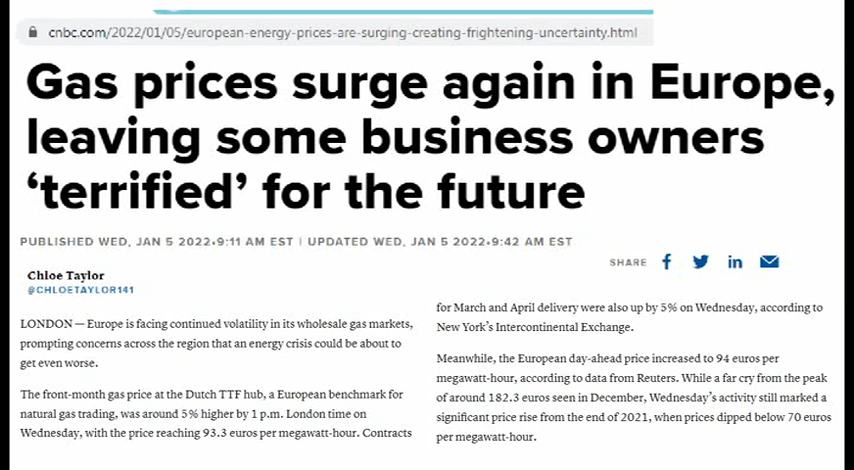 cnbc.com/2022/01/05/european-energy-prices-are-surging-creating-frightening-uncertainty.html
Gas prices surge again in Europe,
leaving some business owners
‘terrified’ for the future
PUBLISHED WED, JAN 5 2022•9:11 AM EST | UPDATED WED, JAN 5 2022•9:42 AM EST
SHARE
Chloe Taylor
@CHLOETAYLOR141
LONDON — Europe is facing continued volatility in its wholesale gas markets,
prompting concerns across the region that an energy crisis could be about to
get even worse.
The front-month gas price at the Dutch TTF hub, a European benchmark for
natural gas trading, was around 5% higher by 1 p.m. London time on
Wednesday, with the price reaching 93.3 euros per megawatt-hour. Contracts
for March and April delivery were also up by 5% on Wednesday, according to
New York’s Intercontinental Exchange.
Meanwhile, the European day-ahead price increased to 94 euros per
megawatt-hour, according to data from Reuters. While a far cry from the peak
of around 182.3 euros seen in December, Wednesday’s activity still marked a
significant price rise from the end of 2021, when prices dipped below 70 euros
per megawatt-hour.